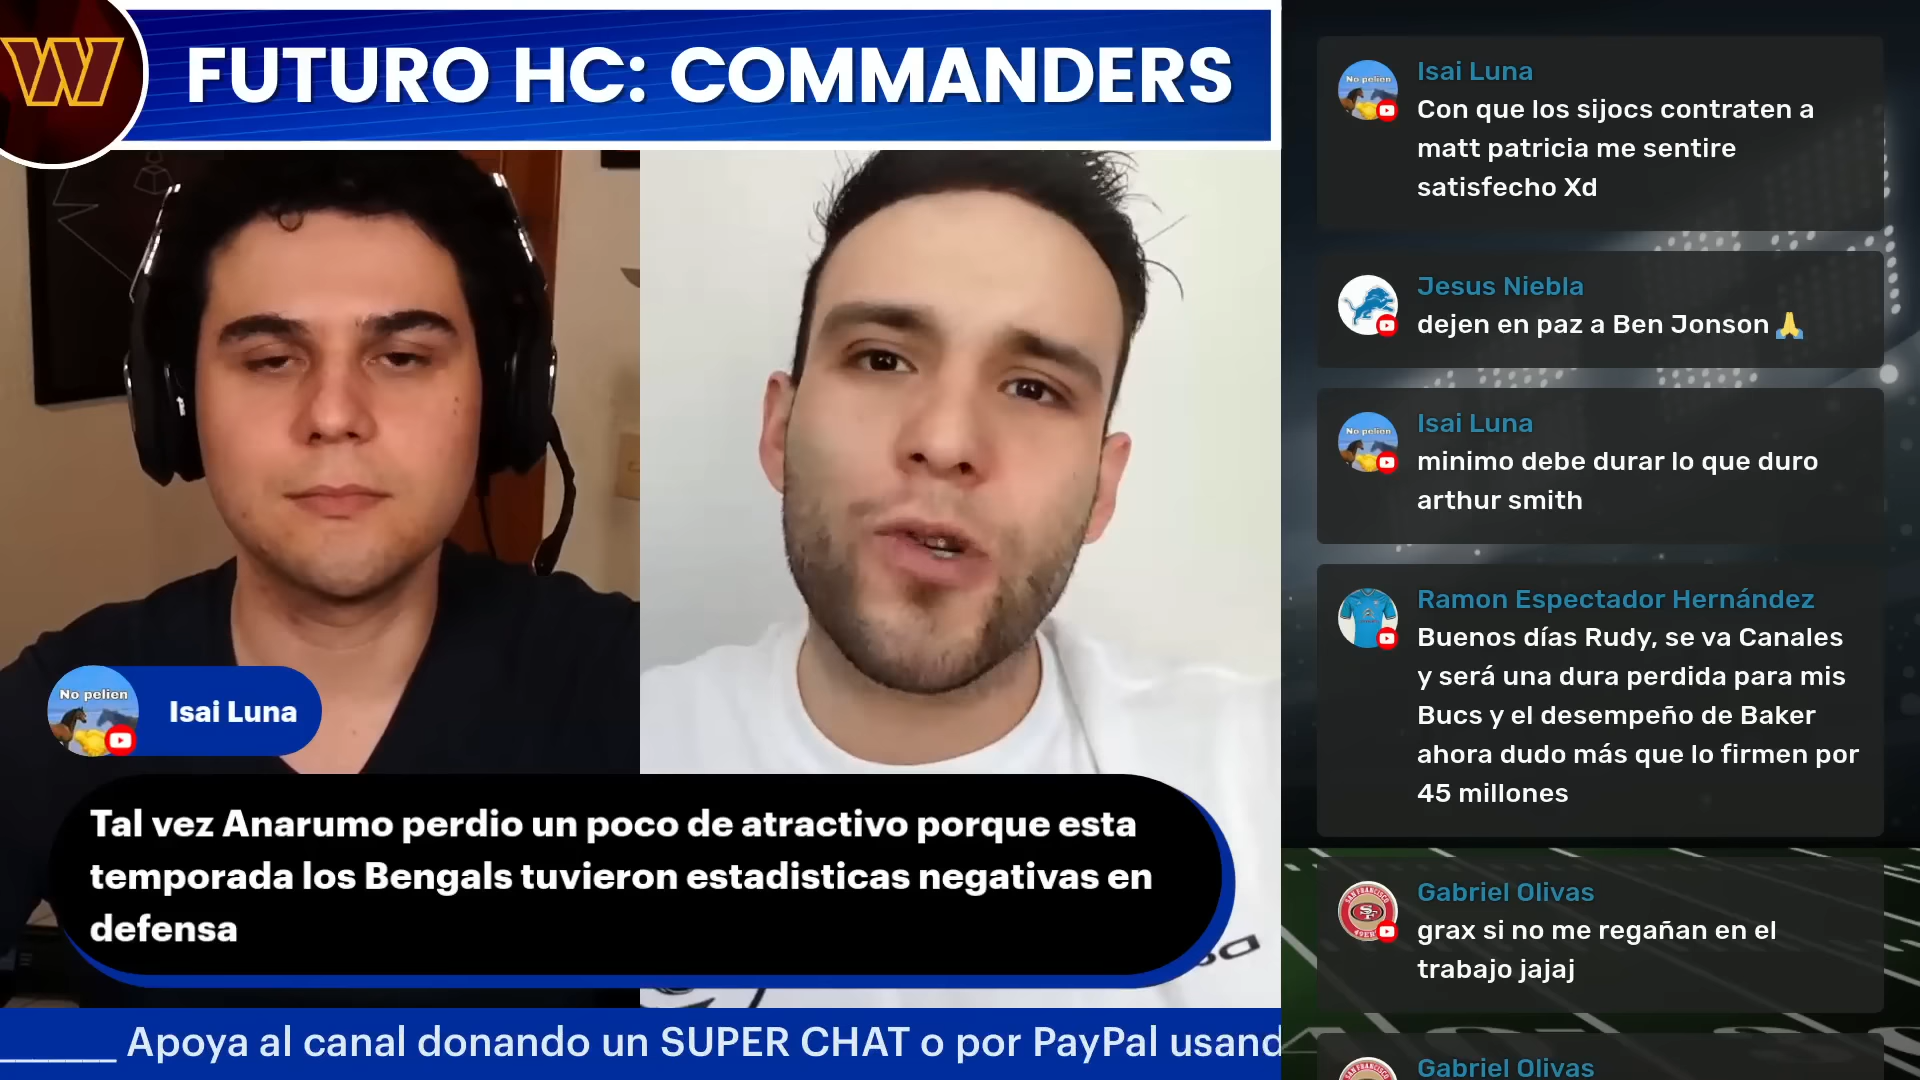 FUTURO HC: COMMANDERS
No pelien
Isai Luna
Tal vez Anarumo perdio un poco de atractivo porque esta
temporada los Bengals tuvieron estadisticas negativas en
defensa
Apoya al canal donando un SUPER CHAT o por PayPal usand
No pelien
Isai Luna
Con que los sijocs contraten a
matt patricia me sentire
satisfecho Xd
Jesus Niebla
dejen en paz a Ben Jonson🙏
No pelien
Isai Luna
minimo debe durar lo que duro
arthur smith
Ramon Espectador Hernández
Buenos días Rudy, se va Canales
y será una dura perdida para mis
Bucs y el desempeño de Baker
ahora dudo más que lo firmen por
45 millones
Gabriel Olivas
grax si no me regañan en el
trabajo jajaj
Gabriel Olivas